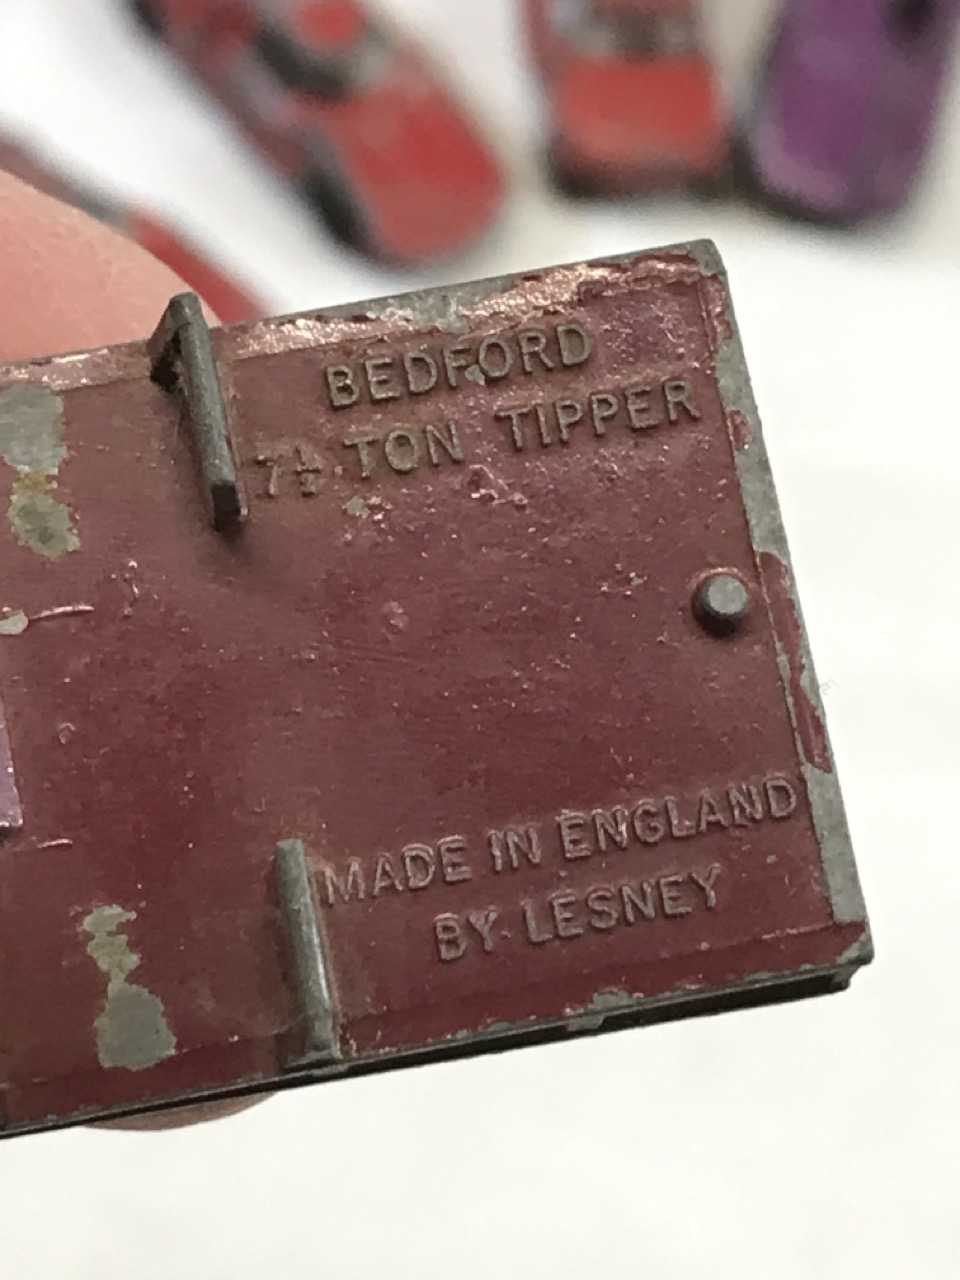 BEDFORD
7½ TON TIPPER
MADE IN ENGLAND
BY LESNEY